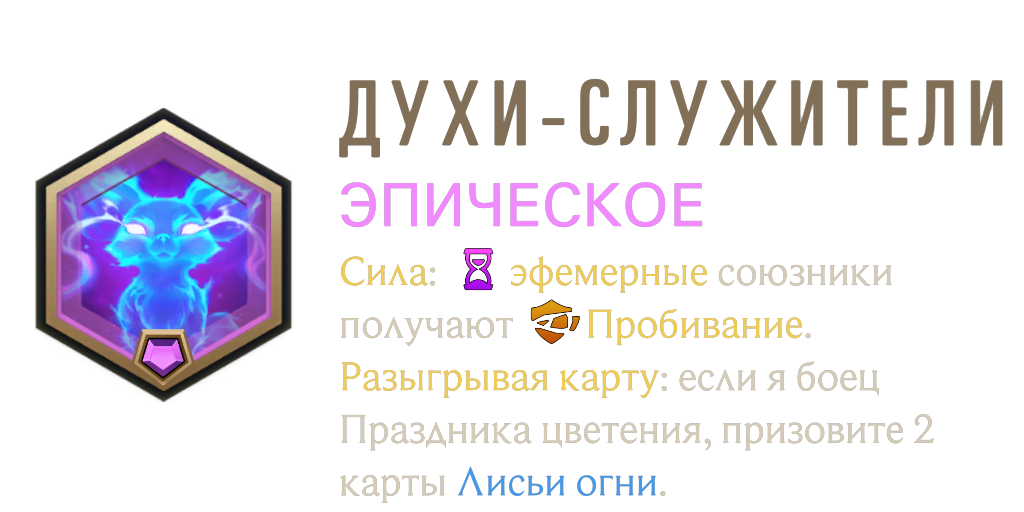 ДУХИ-СЛУЖИТЕЛИ
ЭПИЧЕСКОЕ
Сила: эфемерные союзники
получают Пробивание.
Разыгрывая карту: если я боец
Праздника цветения, призовите 2
карты Лисьи огни.